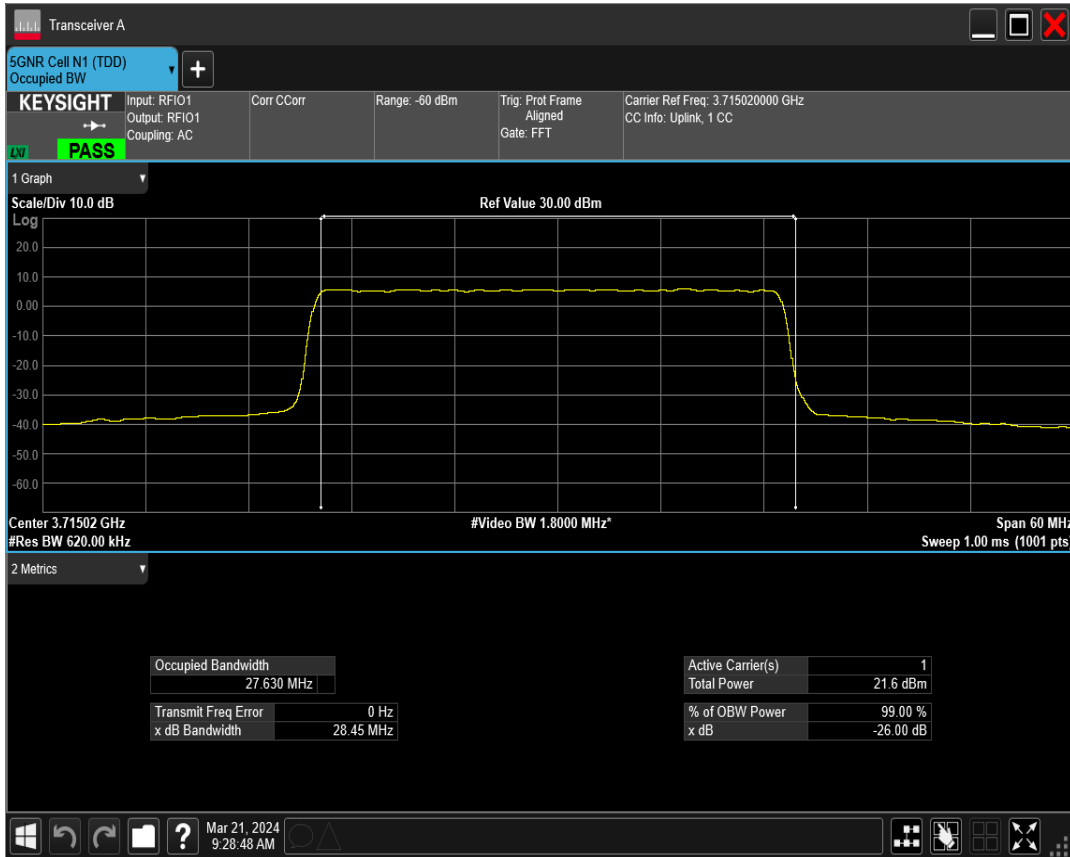 Transceiver A
5GNR Cell N1 (TDD)
Occupied BW
+
KEYSIGHT
LXI
PASS
Input: RFIO1
Output: RFIO1
Coupling: AC
Corr CCorr
Range: -60 dBm
Trig: Prot Frame
Aligned
Gate: FFT
Carrier Ref Freq: 3.715020000 GHz
CC Info: Uplink, 1 CC
1 Graph
Scale/Div 10.0 dB
Ref Value 30.00 dBm
Log
20.0
10.0
0.00
-10.0
-20.0
-30.0
-40.0
-50.0
-60.0
Center 3.71502 GHz
#Video BW 1.8000 MHz*
Span 60 MHz
#Res BW 620.00 kHz
Sweep 1.00 ms (1001 pts)
2 Metrics
Occupied Bandwidth
27.630 MHz
Transmit Freq Error 0 Hz
x dB Bandwidth 28.45 MHz
Active Carrier(s) 1
Total Power 21.6 dBm
% of OBW Power 99.00 %
x dB -26.00 dB
?
Mar 21, 2024
9:28:48 AM